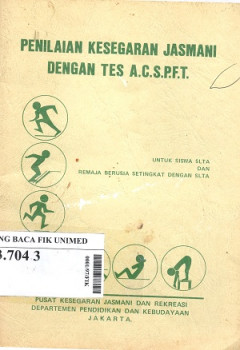 PENILAIAN KESEGARAN JASMANI
DENGAN TES A.C.S.P.F.T.
UNTUK SISWA SLTA
DAN
REMAJA BERUSIA SETINGKAT DENGAN SLTA
NG BACA FIK UNIMED
3.704 3
PUSAT KESEGARAN JASMANI DAN REKREASI
DEPARTEMEN PENDIDIKAN DAN KEBUDAYAAN
JAKARTA.